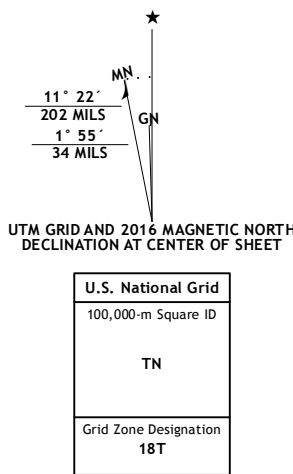 ★
MN
GN
11° 22´
202 MILS
1° 55´
34 MILS
UTM GRID AND 2016 MAGNETIC NORTH
DECLINATION AT CENTER OF SHEET
U.S. National Grid
100,000-m Square ID
TN
Grid Zone Designation
18T